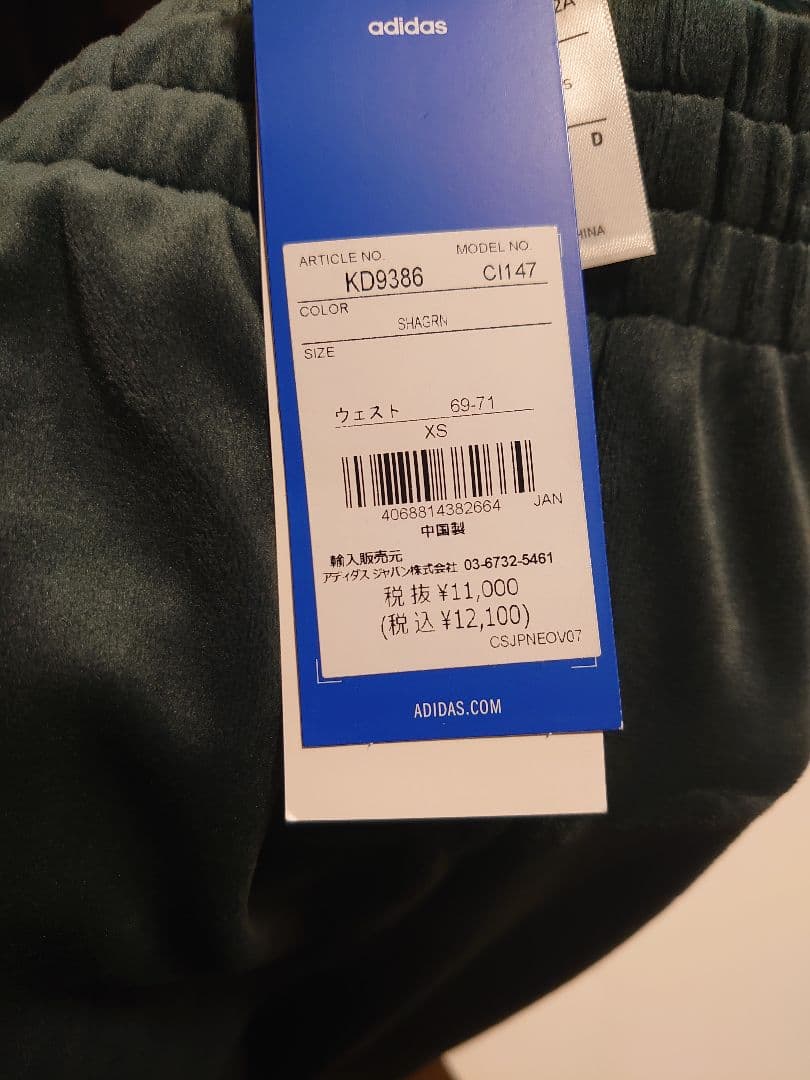 adidas
2A
D
HINA
ARTICLE NO. MODEL NO.
KD9386 CI147
COLOR
SHAGRN
SIZE
ウェスト 69-71
XS
4068814382664 JAN
中国製
輸入販売元
アディダス ジャパン株式会社 03-6732-5461
税抜 ¥11,000
(税込 ¥12,100)
CSJPNEOV07
ADIDAS.COM